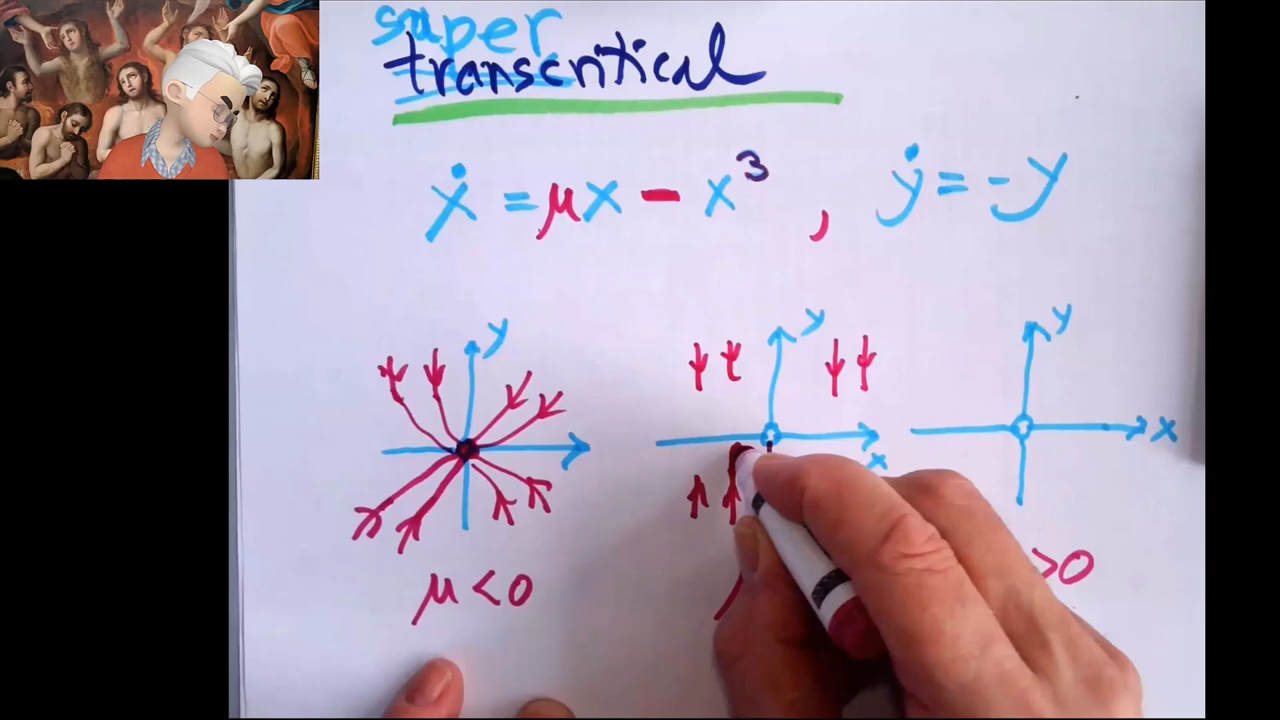 super
transcritical
ẋ = μx - x³ , ẏ = -y
y y y
x x
μ < 0 >0